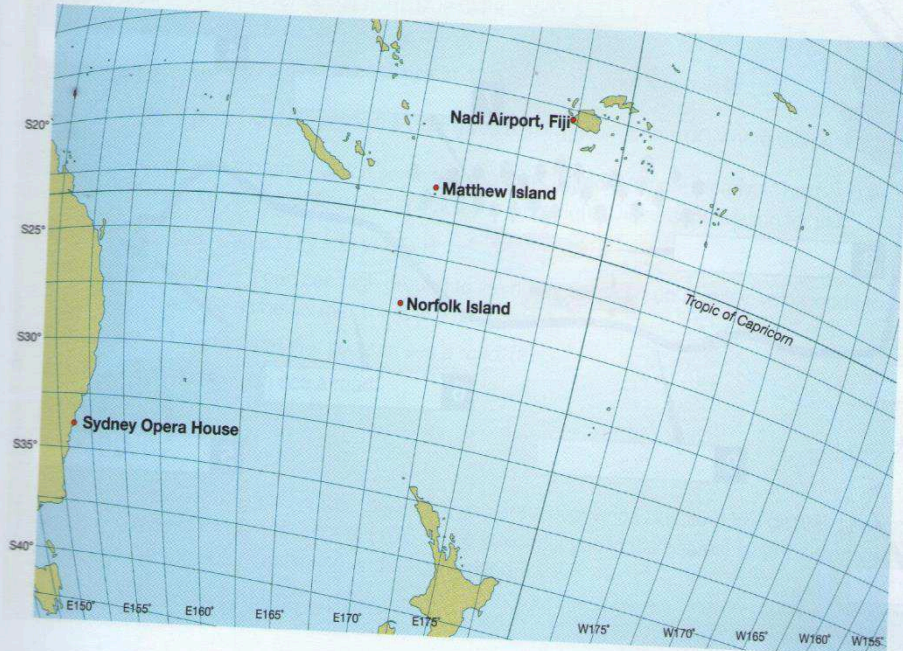 S20°
Nadi Airport, Fiji
Matthew Island
S25°
Norfolk Island
Tropic of Capricorn
S30°
Sydney Opera House
S35°
S40°
E150°
E155°
E160°
E165°
E170°
E175°
W175°
W170°
W165°
W160°
W155°